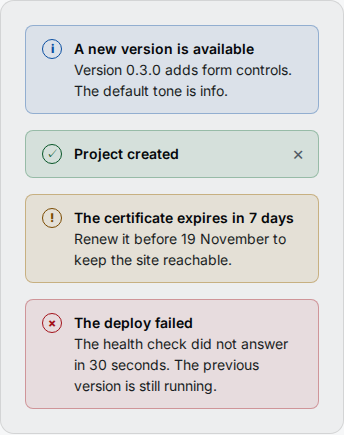 A new version is available
Version 0.3.0 adds form controls.
The default tone is info.
Project created
The certificate expires in 7 days
Renew it before 19 November to
keep the site reachable.
The deploy failed
The health check did not answer
in 30 seconds. The previous
version is still running.